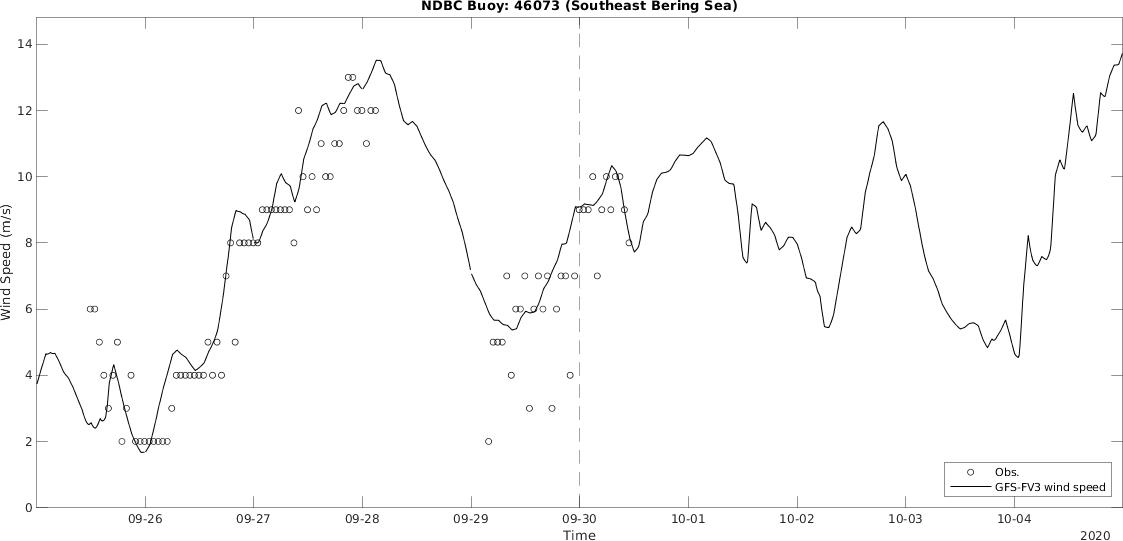 NDBC Buoy: 46073 (Southeast Bering Sea)
14
12
10
8
6
4
2
0
Wind Speed (m/s)
09-26 09-27 09-28 09-29 09-30 10-01 10-02 10-03 10-04
Time
2020
Obs.
GFS-FV3 wind speed